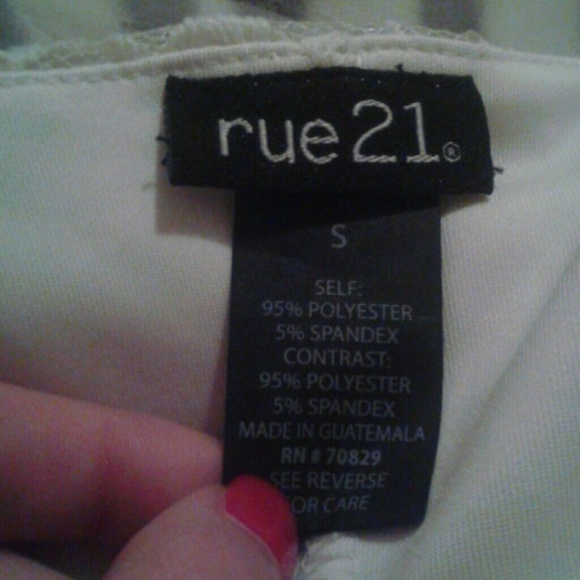 rue21®
S
SELF:
95% POLYESTER
5% SPANDEX
CONTRAST:
95% POLYESTER
5% SPANDEX
MADE IN GUATEMALA
RN # 70829
SEE REVERSE
FOR CARE